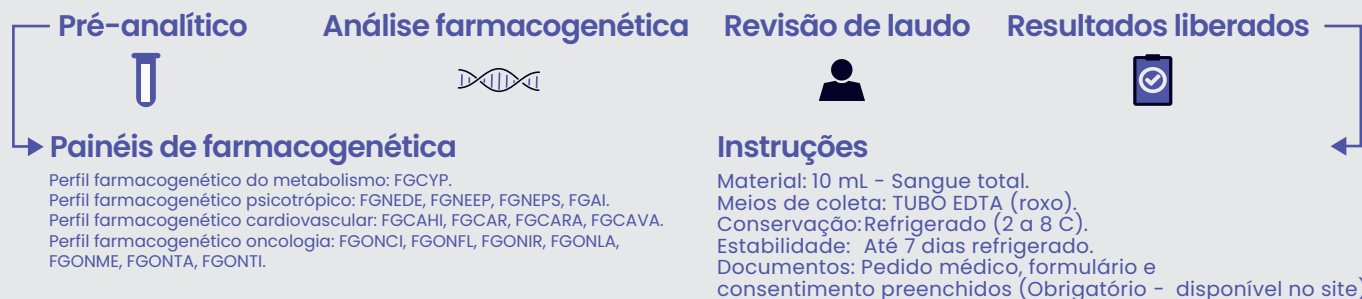 Pré-analítico
Análise farmacogenética
Revisão de laudo
Resultados liberados
Painéis de farmacogenética
Perfil farmacogenético do metabolismo: FGCYP.
Perfil farmacogenético psicotrópico: FGNEDE, FGNEEP, FGNEPS, FGAI.
Perfil farmacogenético cardiovascular: FGCAHI, FGCAR, FGCARA, FGCAVA.
Perfil farmacogenético oncologia: FGONCI, FGONFL, FGONIR, FGONLA,
FGONME, FGONTA, FGONTI.
Instruções
Material: 10 mL - Sangue total.
Meios de coleta: TUBO EDTA (roxo).
Conservação:Refrigerado (2 a 8 C).
Estabilidade: Até 7 dias refrigerado.
Documentos: Pedido médico, formulário e
consentimento preenchidos (Obrigatório - disponível no site)